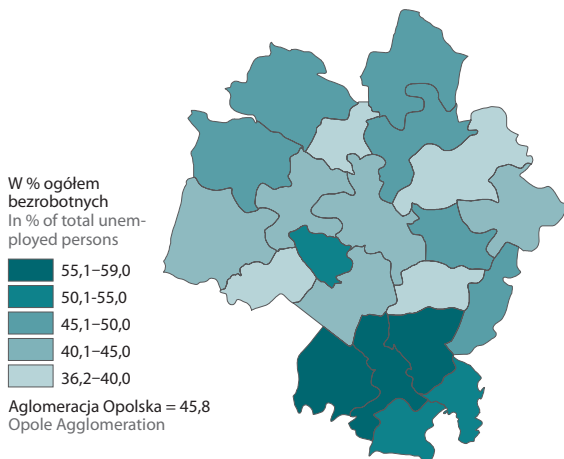 W % ogółem
bezrobotnych
In % of total unem-
ployed persons
55,1–59,0
50,1-55,0
45,1–50,0
40,1–45,0
36,2–40,0
Aglomeracja Opolska = 45,8
Opole Agglomeration